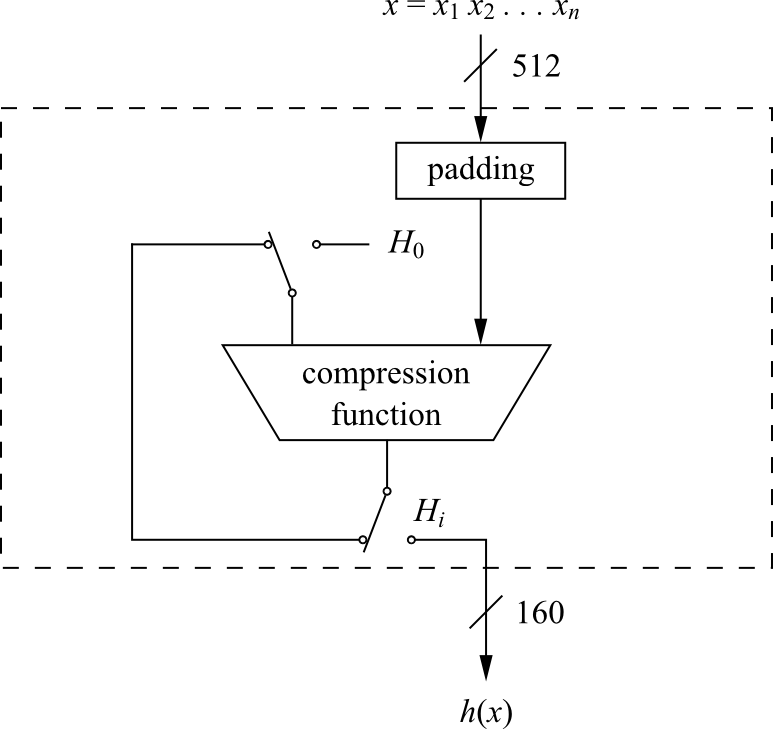 x = x₁ x₂ . . . xₙ
512
padding
H₀
compression
function
Hᵢ
160
h(x)